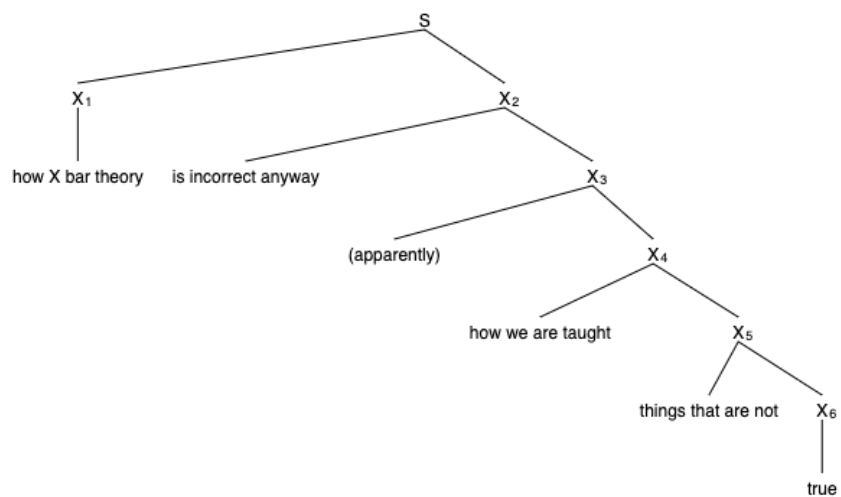 S
X₁ X₂
how X bar theory is incorrect anyway X₃
(apparently) X₄
how we are taught X₅
things that are not X₆
true